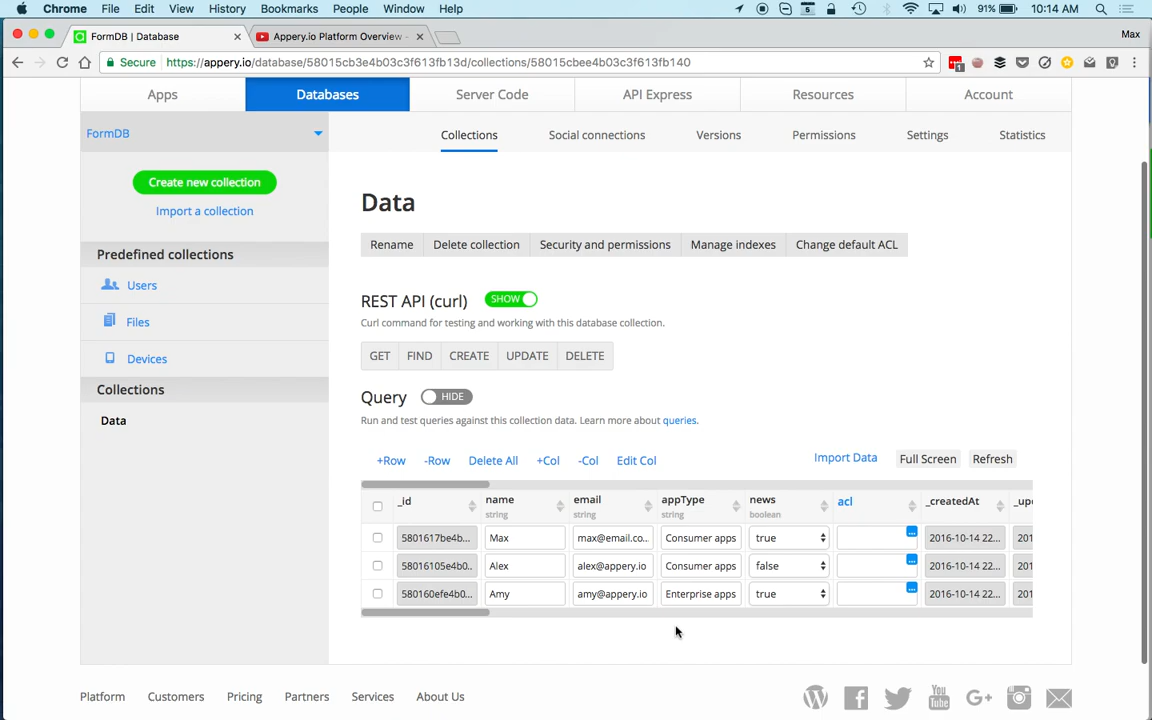 Chrome File Edit View History Bookmarks People Window Help 5 91% 10:14 AM
FormDB | Database Appery.io Platform Overview - Max
Secure https://appery.io/database/58015cb3e4b03c3f613fb13d/collections/58015cbee4b03c3f613fb140 1
Apps Databases Server Code API Express Resources Account
FormDB Collections Social connections Versions Permissions Settings Statistics
Create new collection
Import a collection
Predefined collections
Users
Files
Devices
Collections
Data
Data
Rename Delete collection Security and permissions Manage indexes Change default ACL
REST API (curl) SHOW
Curl command for testing and working with this database collection.
GET FIND CREATE UPDATE DELETE
Query HIDE
Run and test queries against this collection data. Learn more about queries.
+Row -Row Delete All +Col -Col Edit Col Import Data Full Screen Refresh
_id name email appType news acl _createdAt _up
string string string boolean
5801617be4b... Max max@email.co... Consumer apps true ... 2016-10-14 22... 201
58016105e4b0.. Alex alex@appery.io Consumer apps false ... 2016-10-14 22... 201
580160efe4b0... Amy amy@appery.io Enterprise apps true ... 2016-10-14 22... 201
Platform Customers Pricing Partners Services About Us You Tube G+